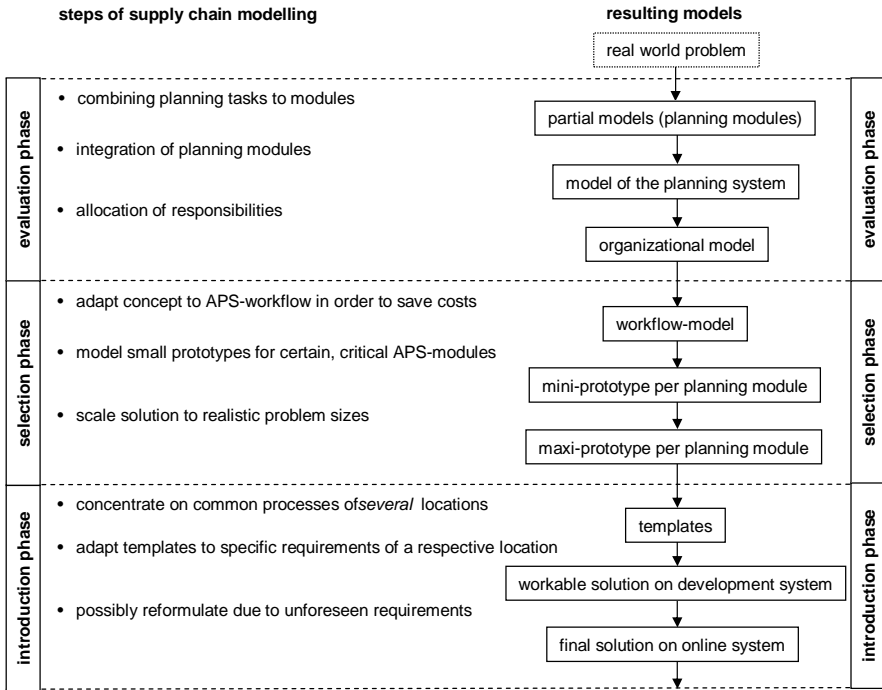 steps of supply chain modelling
resulting models
real world problem
evaluation phase
• combining planning tasks to modules
partial models (planning modules)
• integration of planning modules
model of the planning system
• allocation of responsibilities
organizational model
evaluation phase
selection phase
• adapt concept to APS-workflow in order to save costs
workflow-model
• model small prototypes for certain, critical APS-modules
mini-prototype per planning module
• scale solution to realistic problem sizes
maxi-prototype per planning module
selection phase
introduction phase
• concentrate on common processes ofseveral locations
templates
• adapt templates to specific requirements of a respective location
workable solution on development system
• possibly reformulate due to unforeseen requirements
final solution on online system
introduction phase